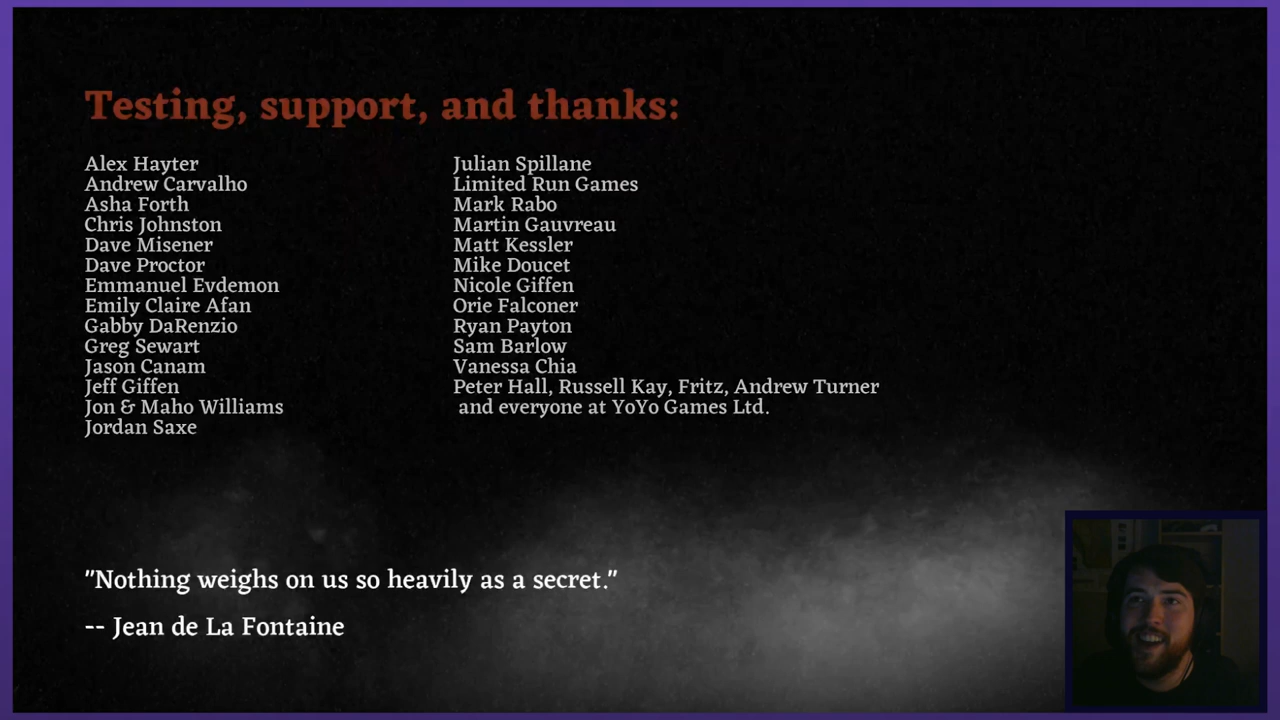 Testing, support, and thanks:
Alex Hayter
Andrew Carvalho
Asha Forth
Chris Johnston
Dave Misener
Dave Proctor
Emmanuel Evdemon
Emily Claire Afan
Gabby DaRenzio
Greg Sewart
Jason Canam
Jeff Giffen
Jon & Maho Williams
Jordan Saxe
Julian Spillane
Limited Run Games
Mark Rabo
Martin Gauvreau
Matt Kessler
Mike Doucet
Nicole Giffen
Orie Falconer
Ryan Payton
Sam Barlow
Vanessa Chia
Peter Hall, Russell Kay, Fritz, Andrew Turner
and everyone at YoYo Games Ltd.
"Nothing weighs on us so heavily as a secret."
-- Jean de La Fontaine